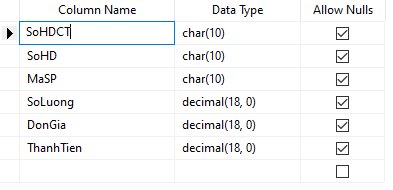 Column Name Data Type Allow Nulls
SoHDCT char(10)
SoHD char(10)
MaSP char(10)
SoLuong decimal(18, 0)
DonGia decimal(18, 0)
ThanhTien decimal(18, 0)